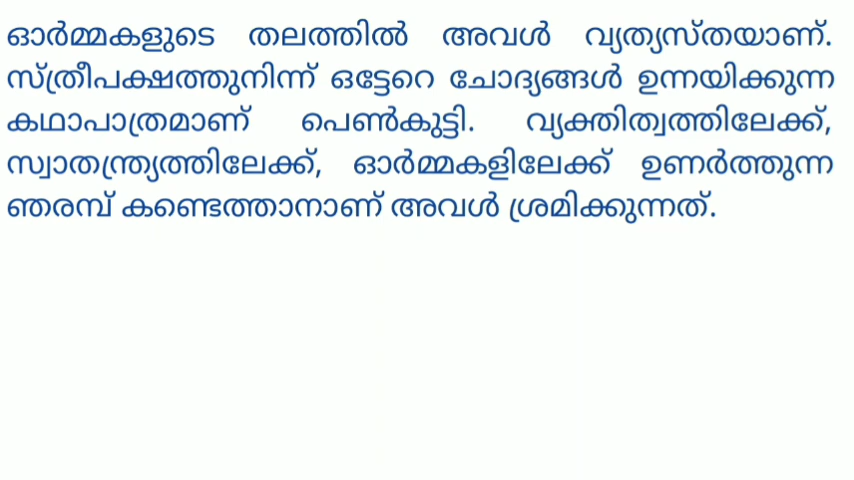 ഓർമ്മകളുടെ തലത്തിൽ അവൾ വ്യത്യസ്തയാണ്.
സ്ത്രീപക്ഷത്തുനിന്ന് ഒട്ടേറെ ചോദ്യങ്ങൾ ഉന്നയിക്കുന്ന
കഥാപാത്രമാണ് പെൺകുട്ടി. വ്യക്തിത്വത്തിലേക്ക്,
സ്വാതന്ത്ര്യത്തിലേക്ക്, ഓർമ്മകളിലേക്ക് ഉണർത്തുന്ന
ഞരമ്പ് കണ്ടെത്താനാണ് അവൾ ശ്രമിക്കുന്നത്.